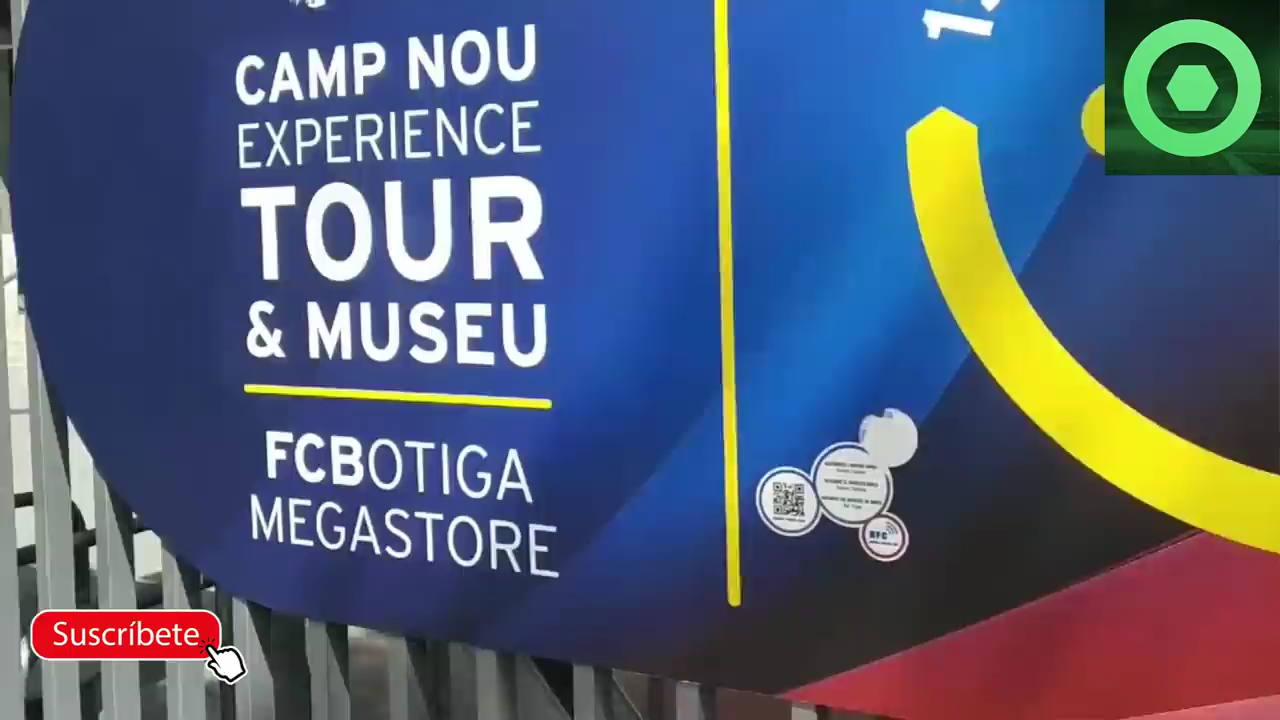 CAMP NOU
EXPERIENCE
TOUR
& MUSEU
FCBOTIGA
MEGASTORE
Suscríbete